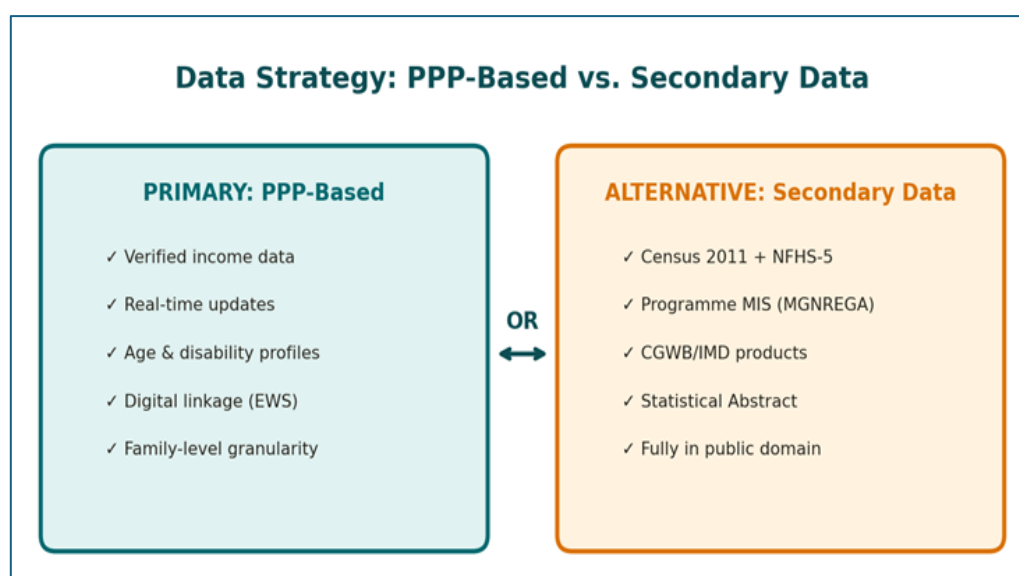 Data Strategy: PPP-Based vs. Secondary Data
PRIMARY: PPP-Based
✓ Verified income data
✓ Real-time updates
✓ Age & disability profiles
✓ Digital linkage (EWS)
✓ Family-level granularity
OR
ALTERNATIVE: Secondary Data
✓ Census 2011 + NFHS-5
✓ Programme MIS (MGNREGA)
✓ CGWB/IMD products
✓ Statistical Abstract
✓ Fully in public domain